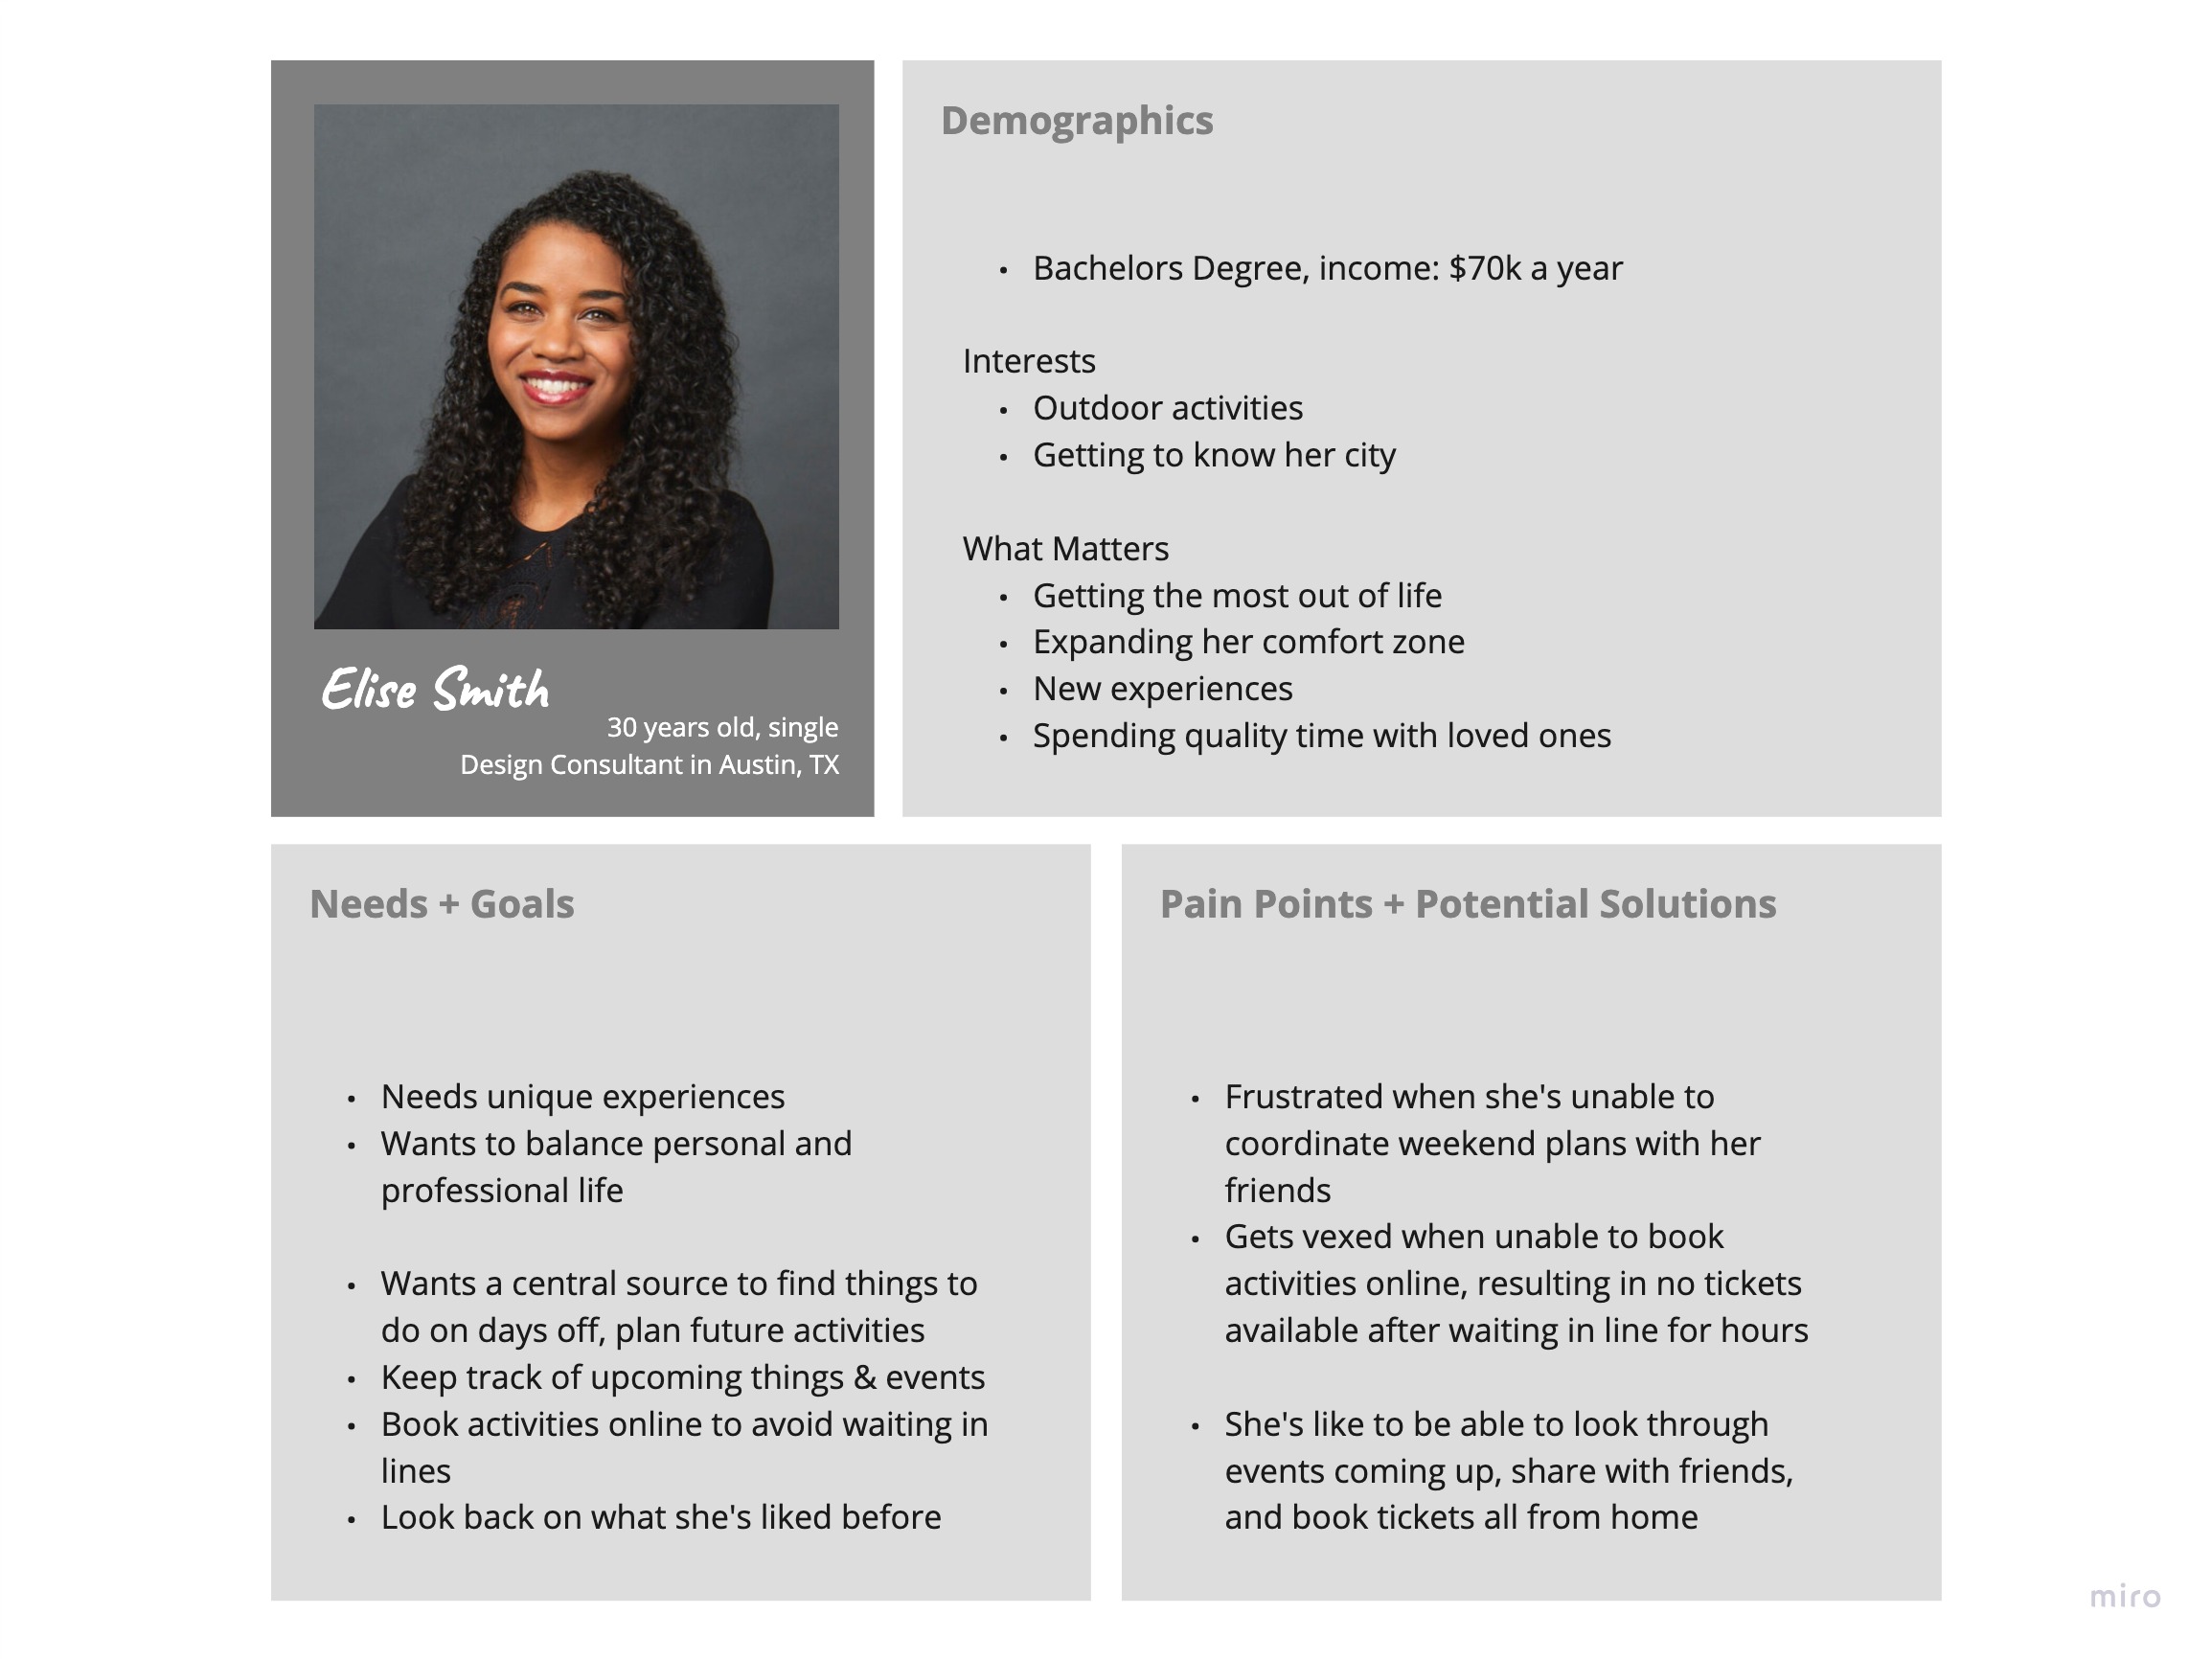 Elise Smith
30 years old, single
Design Consultant in Austin, TX
Demographics
• Bachelors Degree, income: $70k a year
Interests
• Outdoor activities
• Getting to know her city
What Matters
• Getting the most out of life
• Expanding her comfort zone
• New experiences
• Spending quality time with loved ones
Needs + Goals
• Needs unique experiences
• Wants to balance personal and
professional life
• Wants a central source to find things to
do on days off, plan future activities
• Keep track of upcoming things & events
• Book activities online to avoid waiting in
lines
• Look back on what she's liked before
Pain Points + Potential Solutions
• Frustrated when she's unable to
coordinate weekend plans with her
friends
• Gets vexed when unable to book
activities online, resulting in no tickets
available after waiting in line for hours
• She's like to be able to look through
events coming up, share with friends,
and book tickets all from home
miro